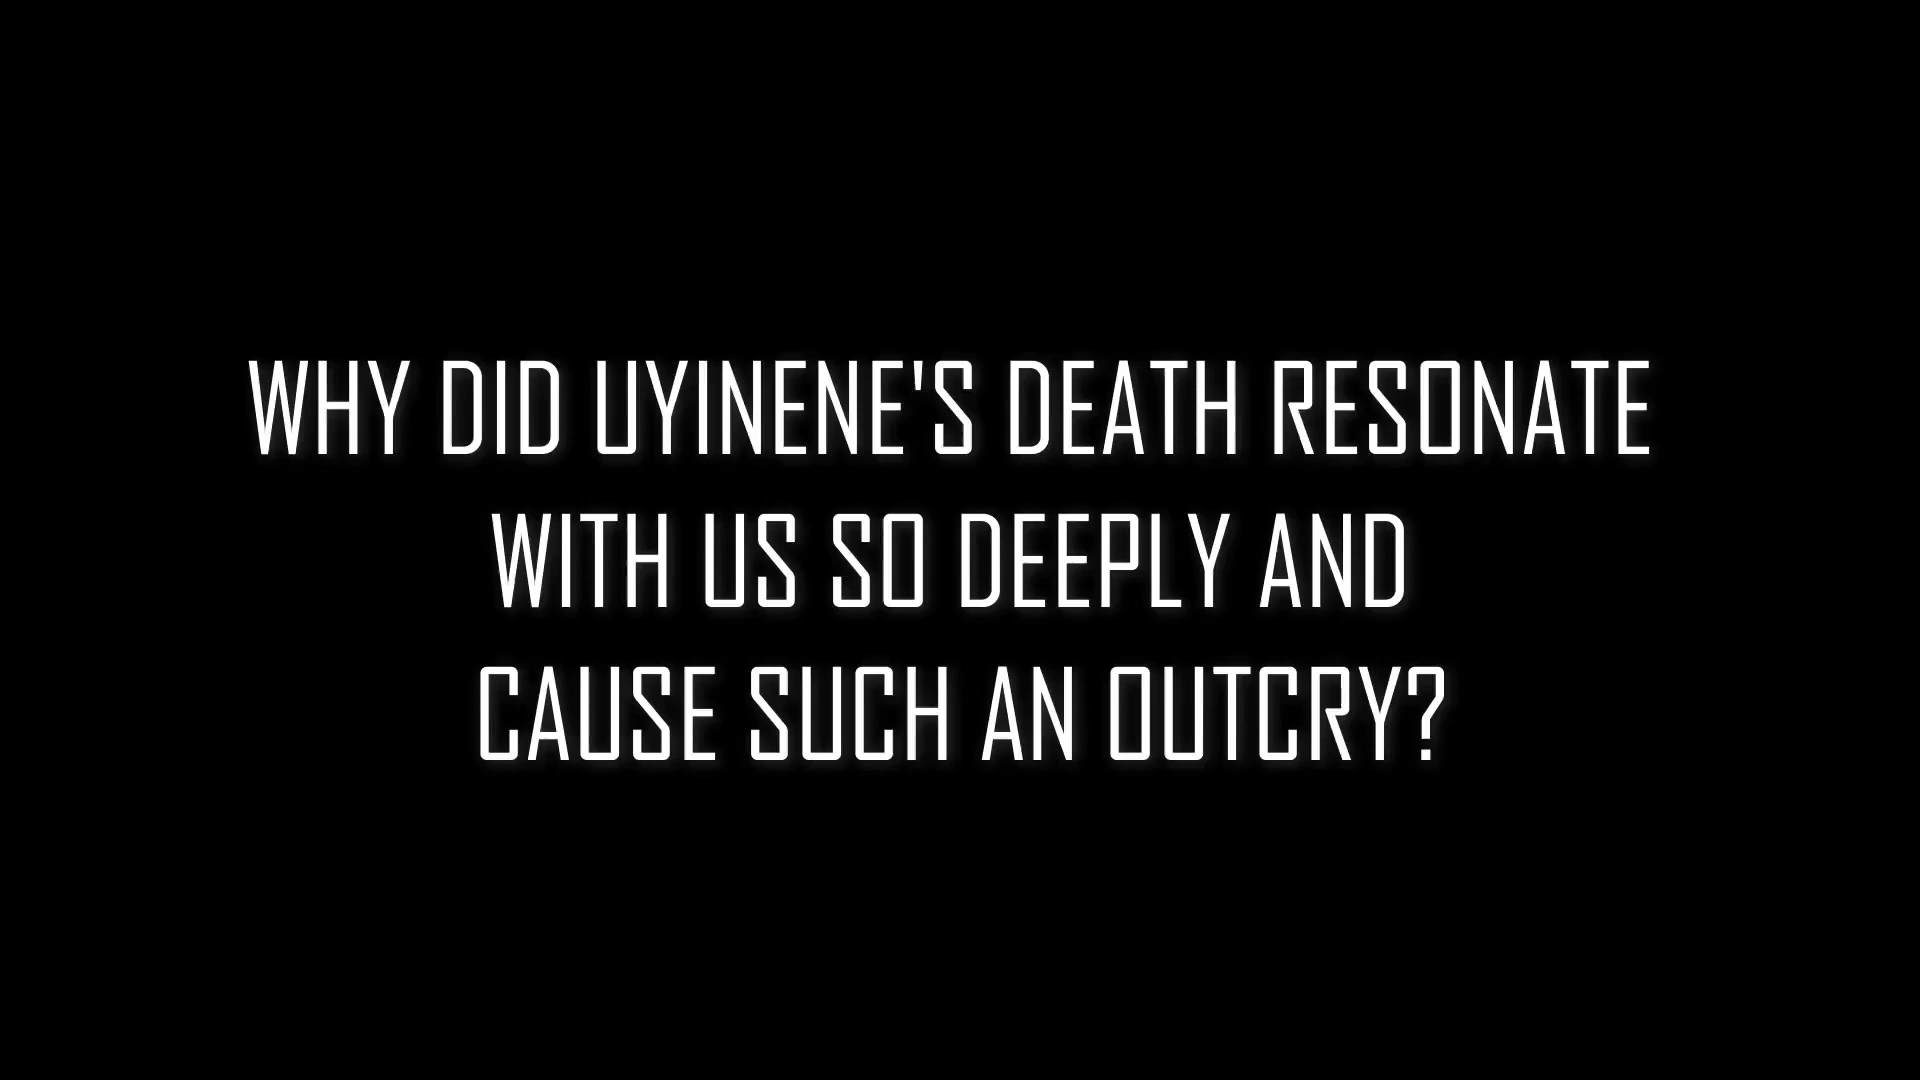 WHY DID UYINENE'S DEATH RESONATE
WITH US SO DEEPLY AND
CAUSE SUCH AN OUTCRY?